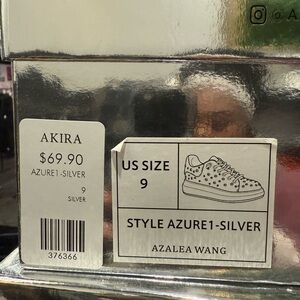 @A
AKIRA
$69.90
AZURE1-SILVER
9
SILVER
376366
US SIZE
9
STYLE AZURE1-SILVER
AZALEA WANG